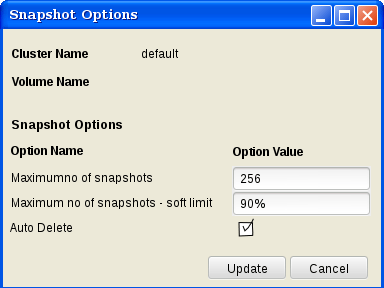 Snapshot Options
Cluster Name default
Volume Name
Snapshot Options
Option Name Option Value
Maximumno of snapshots 256
Maximum no of snapshots - soft limit 90%
Auto Delete
Update Cancel